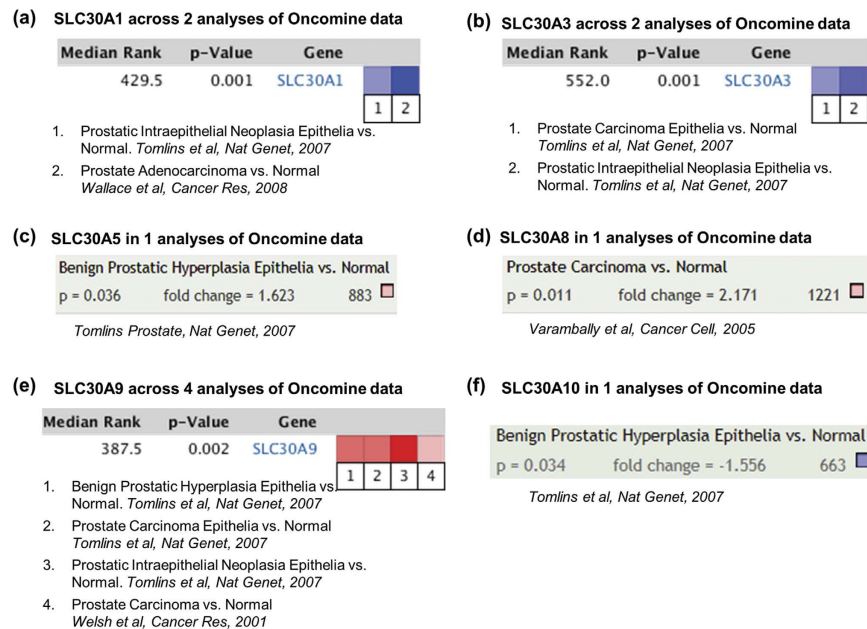 (a) SLC30A1 across 2 analyses of Oncomine data
Median Rank p-Value Gene
429.5 0.001 SLC30A1
1 2
1. Prostatic Intraepithelial Neoplasia Epithelia vs.
Normal. Tomlins et al, Nat Genet, 2007
2. Prostate Adenocarcinoma vs. Normal
Wallace et al, Cancer Res, 2008
(b) SLC30A3 across 2 analyses of Oncomine data
Median Rank p-Value Gene
552.0 0.001 SLC30A3
1 2
1. Prostate Carcinoma Epithelia vs. Normal
Tomlins et al, Nat Genet, 2007
2. Prostatic Intraepithelial Neoplasia Epithelia vs.
Normal. Tomlins et al, Nat Genet, 2007
(c) SLC30A5 in 1 analyses of Oncomine data
Benign Prostatic Hyperplasia Epithelia vs. Normal
p = 0.036 fold change = 1.623 883
Tomlins Prostate, Nat Genet, 2007
(d) SLC30A8 in 1 analyses of Oncomine data
Prostate Carcinoma vs. Normal
p = 0.011 fold change = 2.171 1221
Varambally et al, Cancer Cell, 2005
(e) SLC30A9 across 4 analyses of Oncomine data
Median Rank p-Value Gene
387.5 0.002 SLC30A9
1 2 3 4
1. Benign Prostatic Hyperplasia Epithelia vs.
Normal. Tomlins et al, Nat Genet, 2007
2. Prostate Carcinoma Epithelia vs. Normal
Tomlins et al, Nat Genet, 2007
3. Prostatic Intraepithelial Neoplasia Epithelia vs.
Normal. Tomlins et al, Nat Genet, 2007
4. Prostate Carcinoma vs. Normal
Welsh et al, Cancer Res, 2001
(f) SLC30A10 in 1 analyses of Oncomine data
Benign Prostatic Hyperplasia Epithelia vs. Normal
p = 0.034 fold change = -1.556 663
Tomlins et al, Nat Genet, 2007